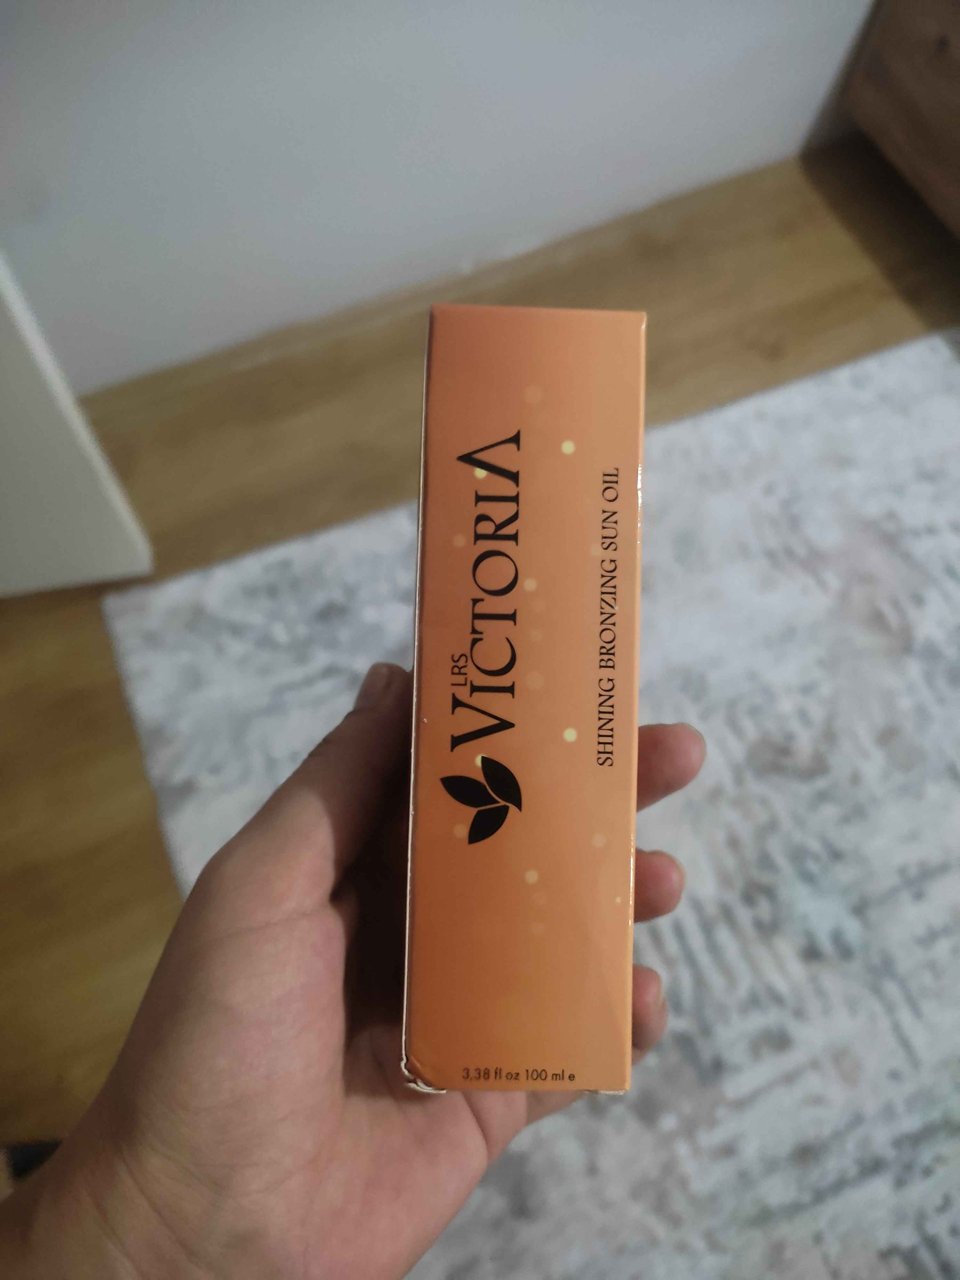 LRS
VICTORIA
SHINING BRONZING SUN OIL
3,38 fl oz 100 ml e